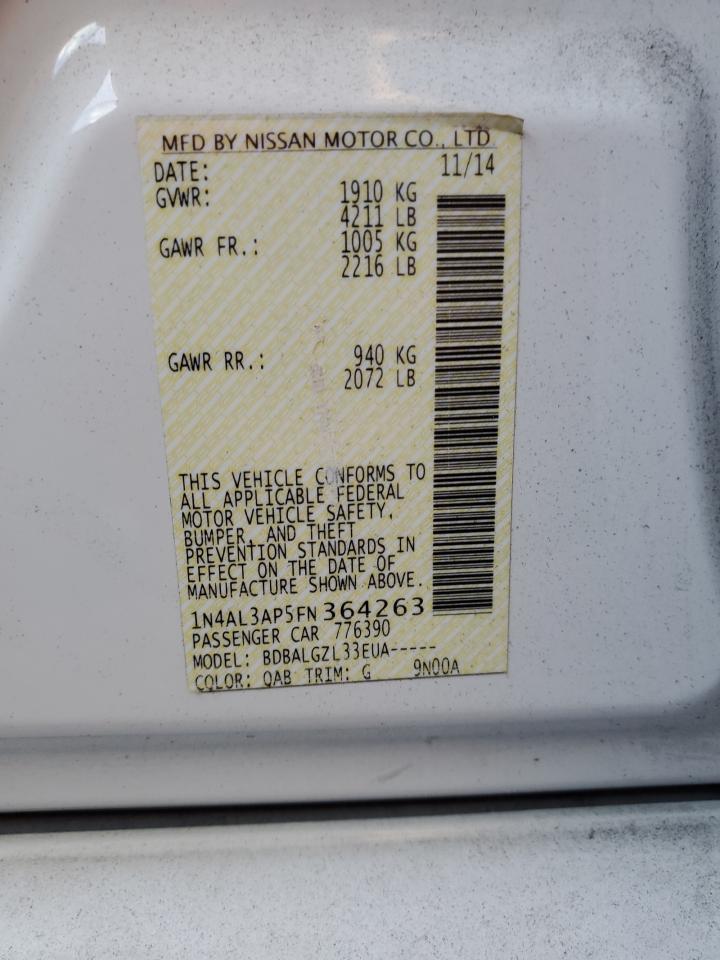 MFD BY NISSAN MOTOR CO., LTD.
DATE: 11/14
GVWR: 1910 KG
4211 LB
GAWR FR.: 1005 KG
2216 LB
GAWR RR.: 940 KG
2072 LB
THIS VEHICLE CONFORMS TO
ALL APPLICABLE FEDERAL
MOTOR VEHICLE SAFETY,
BUMPER, AND THEFT
PREVENTION STANDARDS IN
EFFECT ON THE DATE OF
MANUFACTURE SHOWN ABOVE.
1N4AL3AP5FN364263
PASSENGER CAR 776390
MODEL: BDBALGZL33EUA-----
COLOR: QAB TRIM: G 9N00A